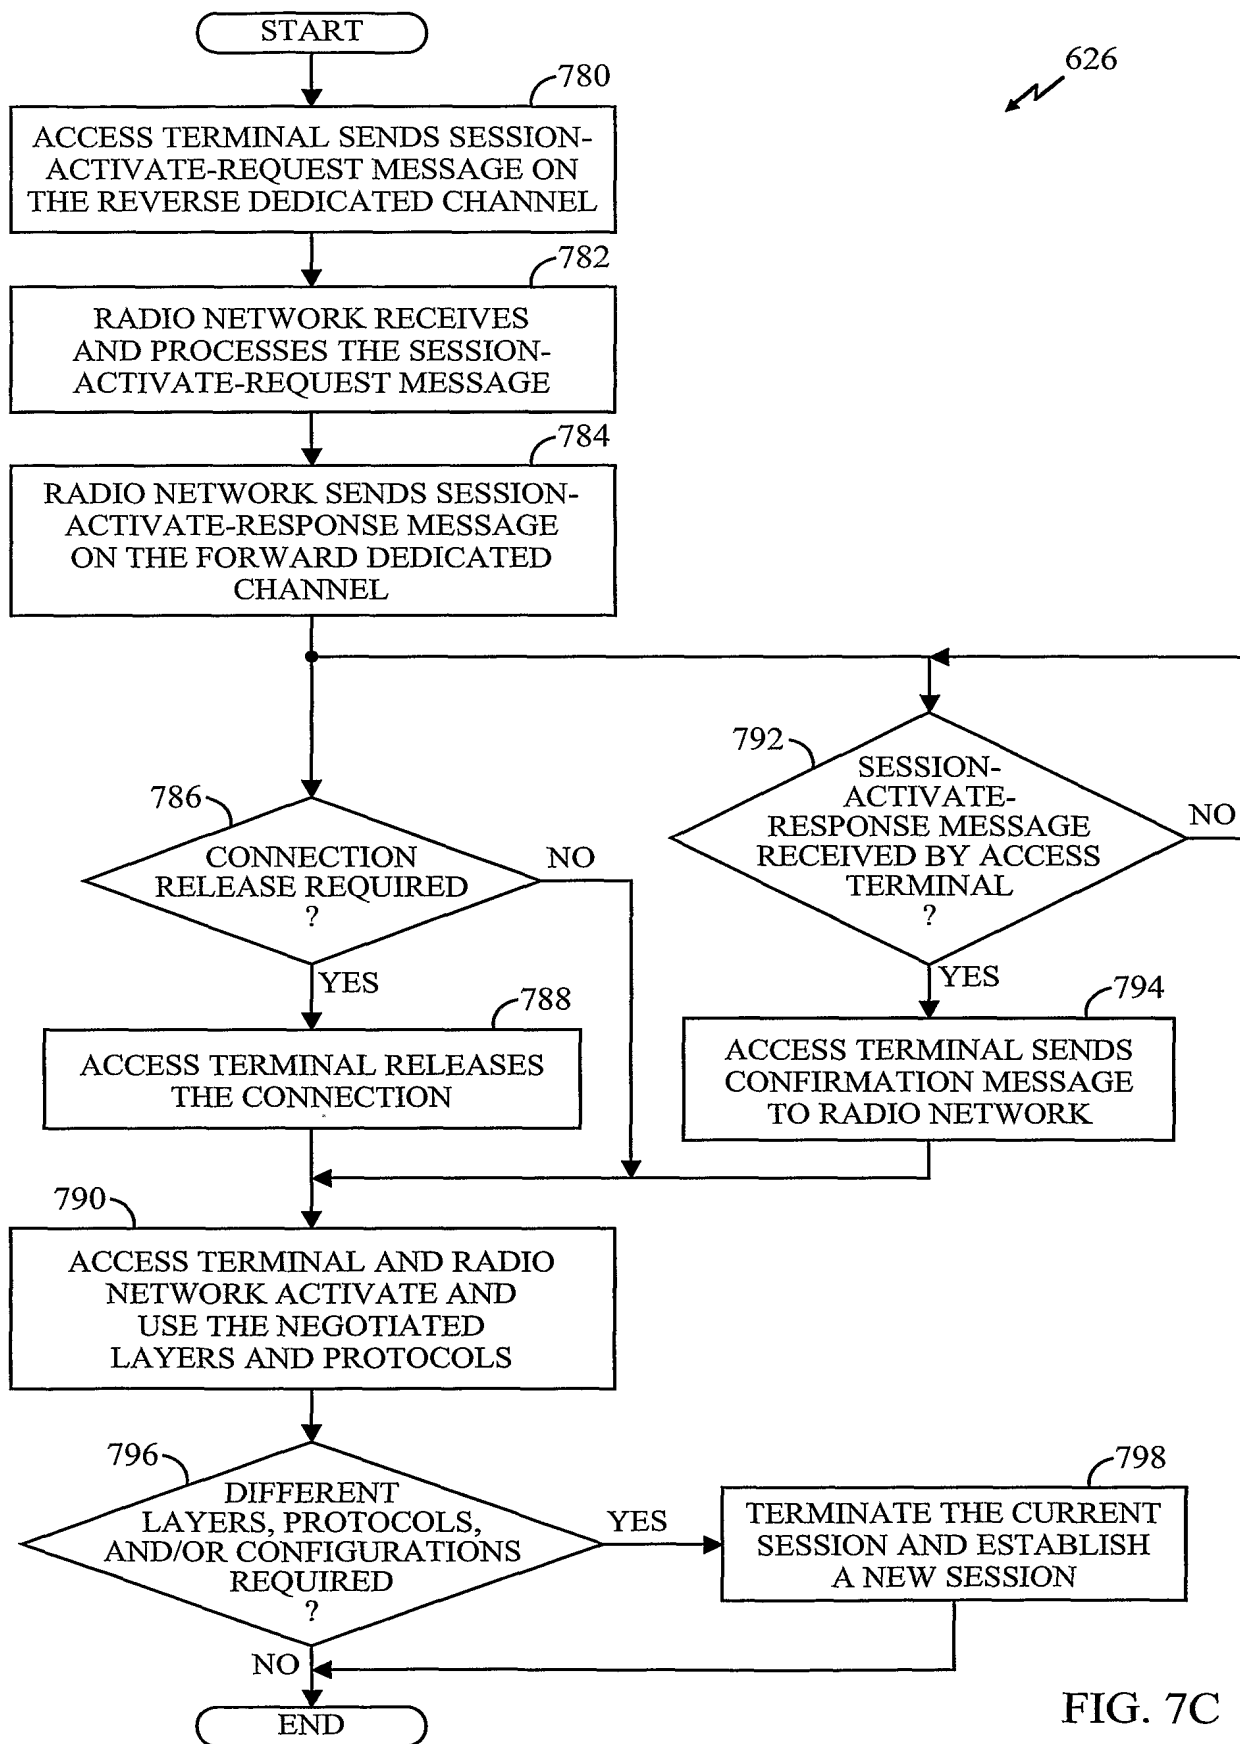 START
626
780
ACCESS TERMINAL SENDS SESSION-
ACTIVATE-REQUEST MESSAGE ON
THE REVERSE DEDICATED CHANNEL
782
RADIO NETWORK RECEIVES
AND PROCESSES THE SESSION-
ACTIVATE-REQUEST MESSAGE
784
RADIO NETWORK SENDS SESSION-
ACTIVATE-RESPONSE MESSAGE
ON THE FORWARD DEDICATED
CHANNEL
786
CONNECTION
RELEASE REQUIRED
?
NO
YES
792
SESSION-
ACTIVATE-
RESPONSE MESSAGE
RECEIVED BY ACCESS
TERMINAL
?
NO
YES
788
ACCESS TERMINAL RELEASES
THE CONNECTION
794
ACCESS TERMINAL SENDS
CONFIRMATION MESSAGE
TO RADIO NETWORK
790
ACCESS TERMINAL AND RADIO
NETWORK ACTIVATE AND
USE THE NEGOTIATED
LAYERS AND PROTOCOLS
796
DIFFERENT
LAYERS, PROTOCOLS,
AND/OR CONFIGURATIONS
REQUIRED
?
YES
798
TERMINATE THE CURRENT
SESSION AND ESTABLISH
A NEW SESSION
NO
END
FIG. 7C